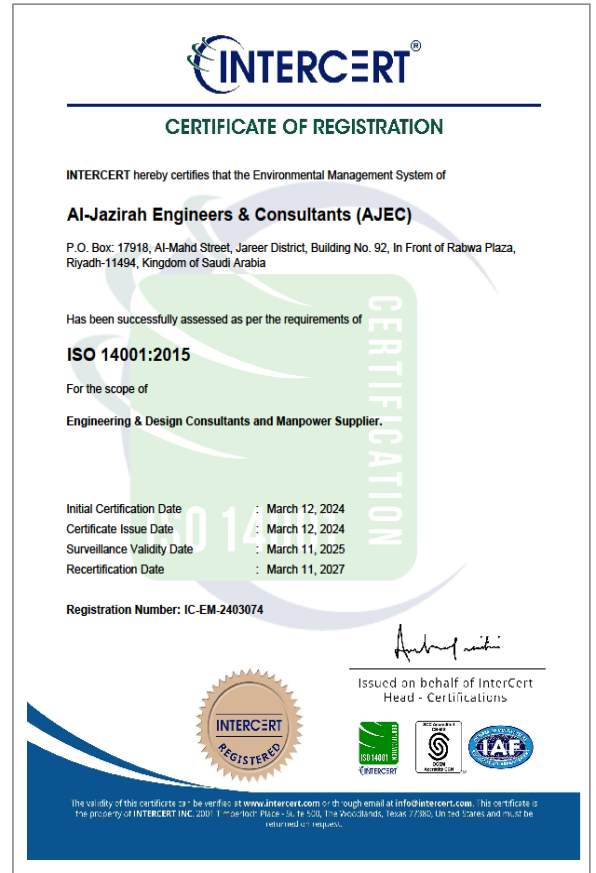 INTERCERT®
CERTIFICATE OF REGISTRATION
INTERCERT hereby certifies that the Environmental Management System of
Al-Jazirah Engineers & Consultants (AJEC)
P.O. Box: 17918, Al-Mahd Street, Jareer District, Building No. 92, In Front of Rabwa Plaza,
Riyadh-11494, Kingdom of Saudi Arabia
Has been successfully assessed as per the requirements of
ISO 14001:2015
For the scope of
Engineering & Design Consultants and Manpower Supplier.
CERTIFICATION
ISO 14001
Initial Certification Date : March 12, 2024
Certificate Issue Date : March 12, 2024
Surveillance Validity Date : March 11, 2025
Recertification Date : March 11, 2027
Registration Number: IC-EM-2403074
Issued on behalf of InterCert
Head - Certifications
INTERCERT
REGISTERED
ISO 14001
INTERCERT
IAF
The validity of this certificate can be verified at www.intercert.com or through email at info@intercert.com. This certificate is
the property of INTERCERT INC. 2001 Timberloch Place - Suite 500, The Woodlands, Texas 77380, United States and must be
returned on request.